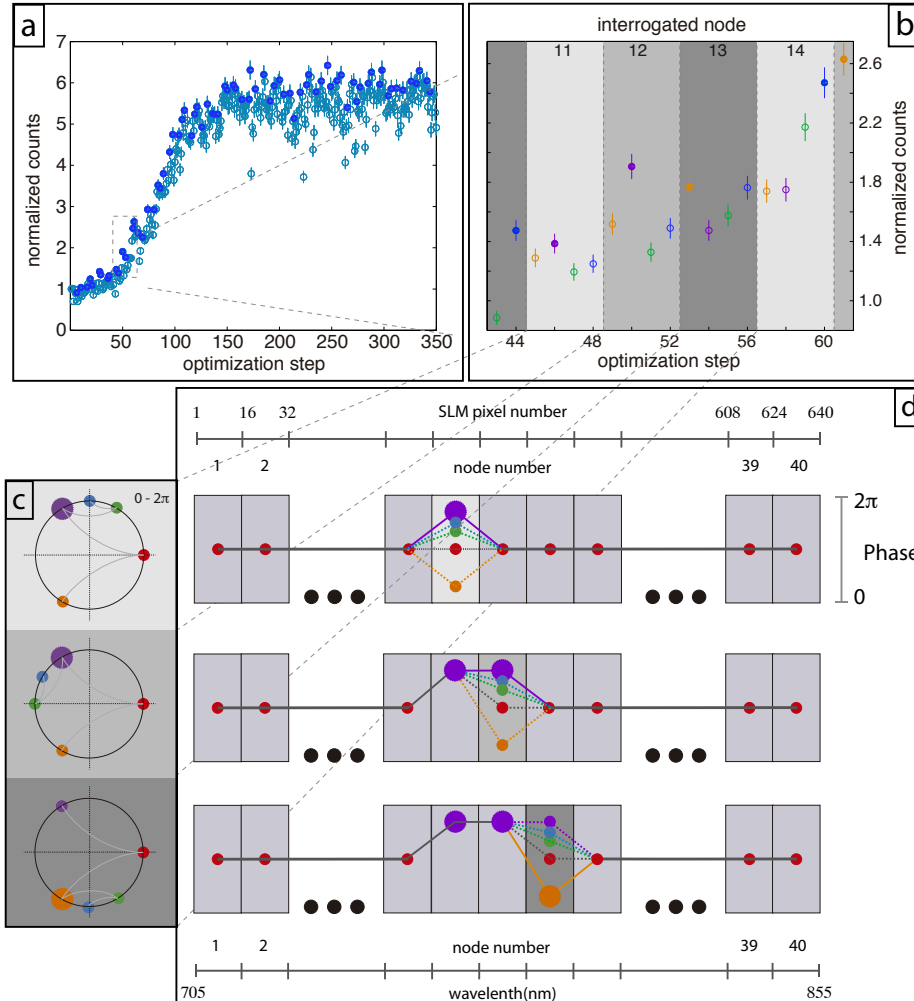 a
normalized counts
7
6
5
4
3
2
1
0
50 100 150 200 250 300 350
optimization step
b
interrogated node
11 12 13 14
2.6
2.2
1.8
1.4
1.0
normalized counts
44 48 52 56 60
optimization step
c
0 - 2π
d
1 16 32 SLM pixel number 608 624 640
1 2 node number 39 40
2π
Phase
0
1 2 node number 39 40
705 wavelenth(nm) 855